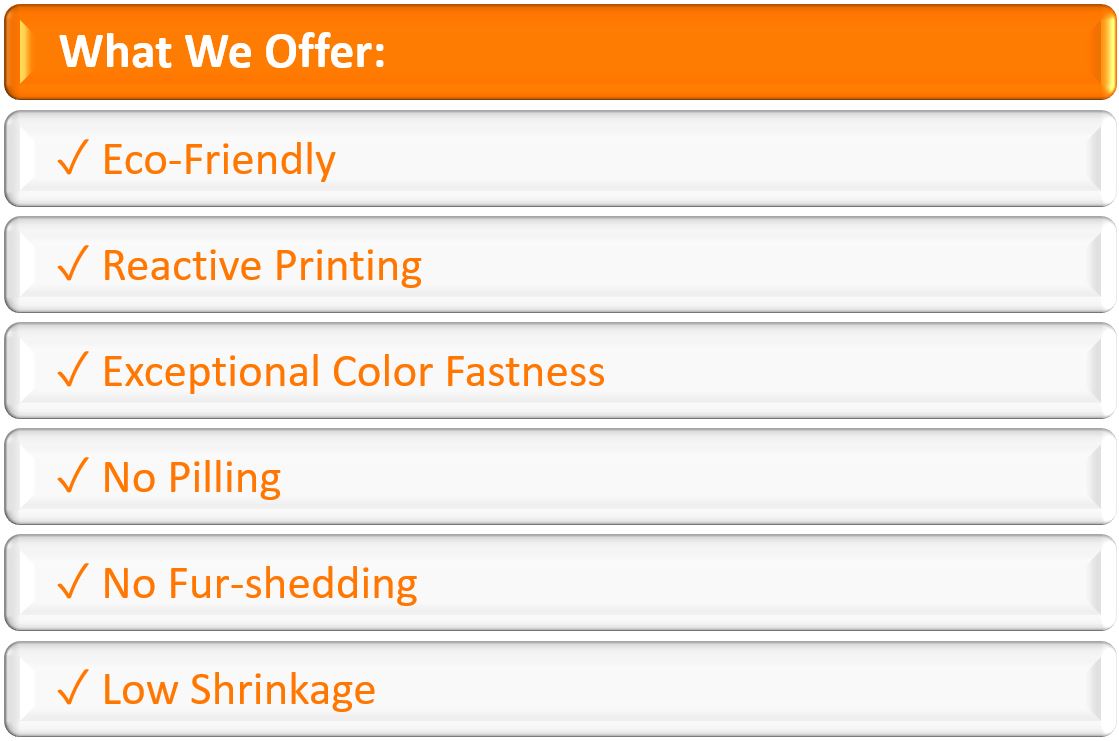 What We Offer:
✓ Eco-Friendly
✓ Reactive Printing
✓ Exceptional Color Fastness
✓ No Pilling
✓ No Fur-shedding
✓ Low Shrinkage